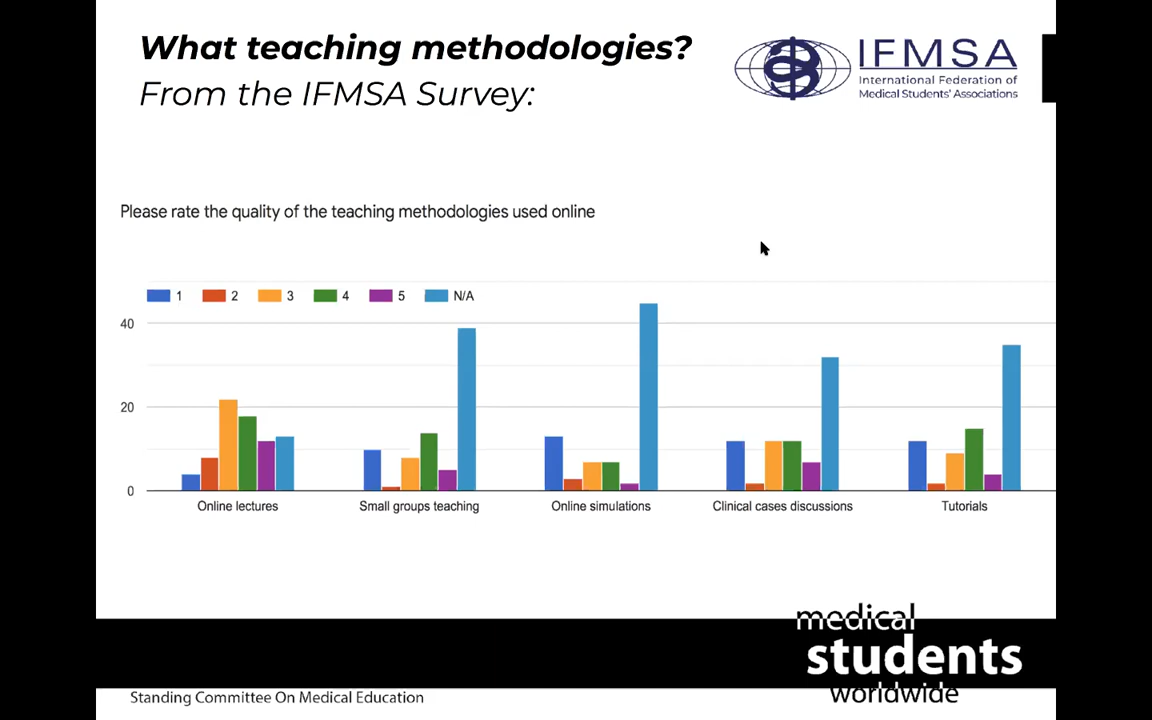 What teaching methodologies?
From the IFMSA Survey:
IFMSA
International Federation of
Medical Students' Associations
Please rate the quality of the teaching methodologies used online
1 2 3 4 5 N/A
40
20
0
Online lectures Small groups teaching Online simulations Clinical cases discussions Tutorials
medical
students
worldwide
Standing Committee On Medical Education